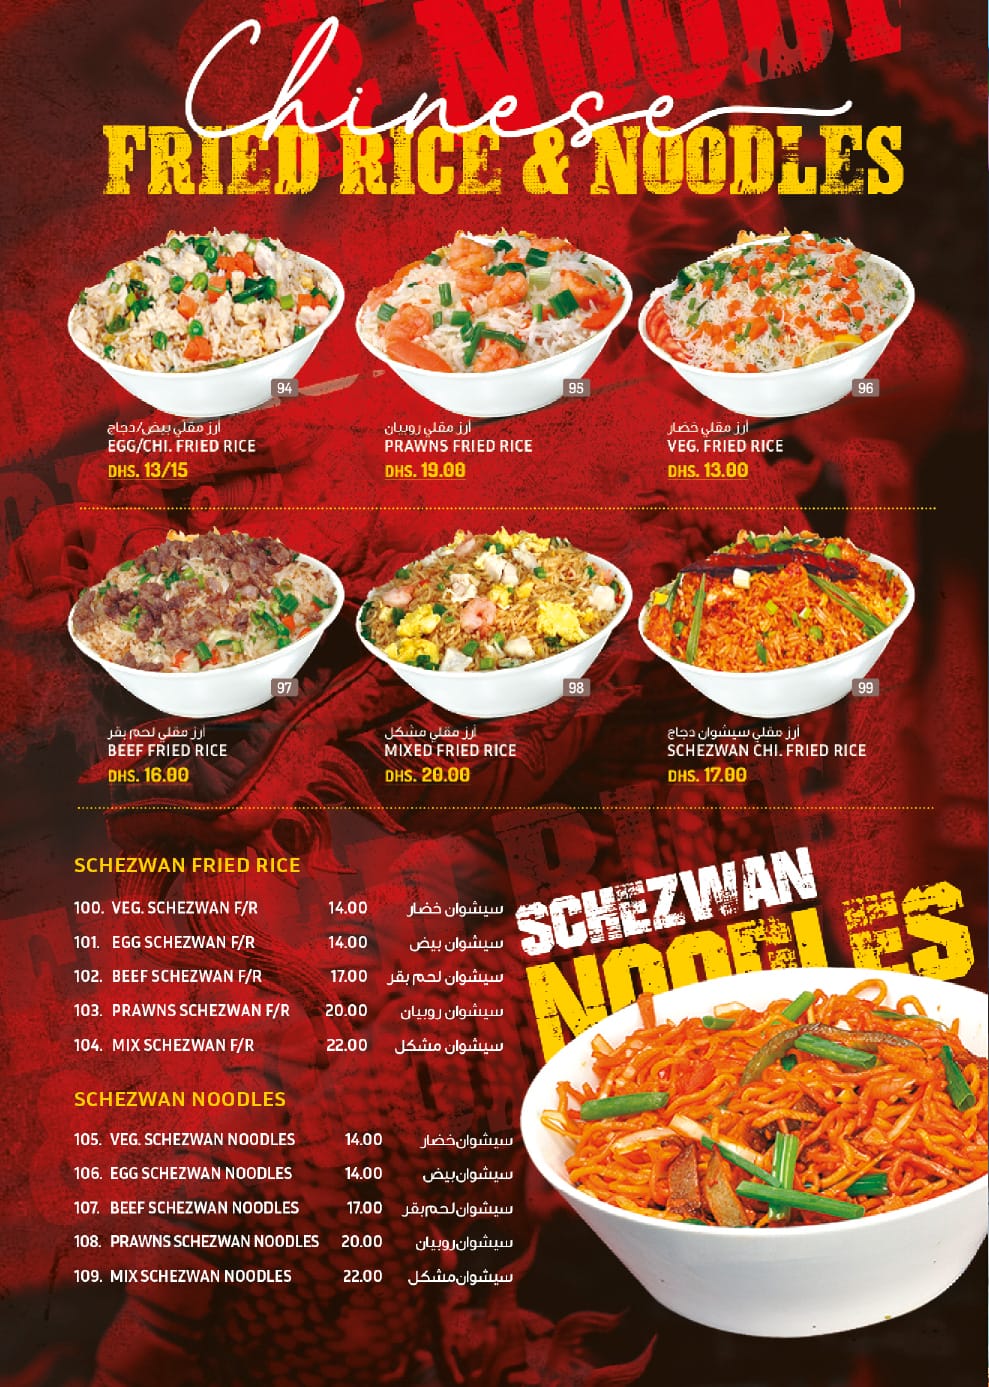 Chinese
FRIED RICE & NOODLES
94
95
96
أرز مقلي بيض/دجاج
EGG/CHI. FRIED RICE
DHS. 13/15
أرز مقلي روبيان
PRAWNS FRIED RICE
DHS. 19.00
أرز مقلي خضار
VEG. FRIED RICE
DHS. 13.00
97
98
99
أرز مقلي لحم بقر
BEEF FRIED RICE
DHS. 16.00
أرز مقلي مشكل
MIXED FRIED RICE
DHS. 20.00
أرز مقلي سيشوان دجاج
SCHEZWAN CHI. FRIED RICE
DHS. 17.00
SCHEZWAN FRIED RICE
100. VEG. SCHEZWAN F/R 14.00 سيشوان خضار
101. EGG SCHEZWAN F/R 14.00 سيشوان بيض
102. BEEF SCHEZWAN F/R 17.00 سيشوان لحم بقر
103. PRAWNS SCHEZWAN F/R 20.00 سيشوان روبيان
104. MIX SCHEZWAN F/R 22.00 سيشوان مشكل
SCHEZWAN NOODLES
105. VEG. SCHEZWAN NOODLES 14.00 سيشوان خضار
106. EGG SCHEZWAN NOODLES 14.00 سيشوان بيض
107. BEEF SCHEZWAN NOODLES 17.00 سيشوان لحم بقر
108. PRAWNS SCHEZWAN NOODLES 20.00 سيشوان روبيان
109. MIX SCHEZWAN NOODLES 22.00 سيشوان مشكل
SCHEZWAN
NOODLES